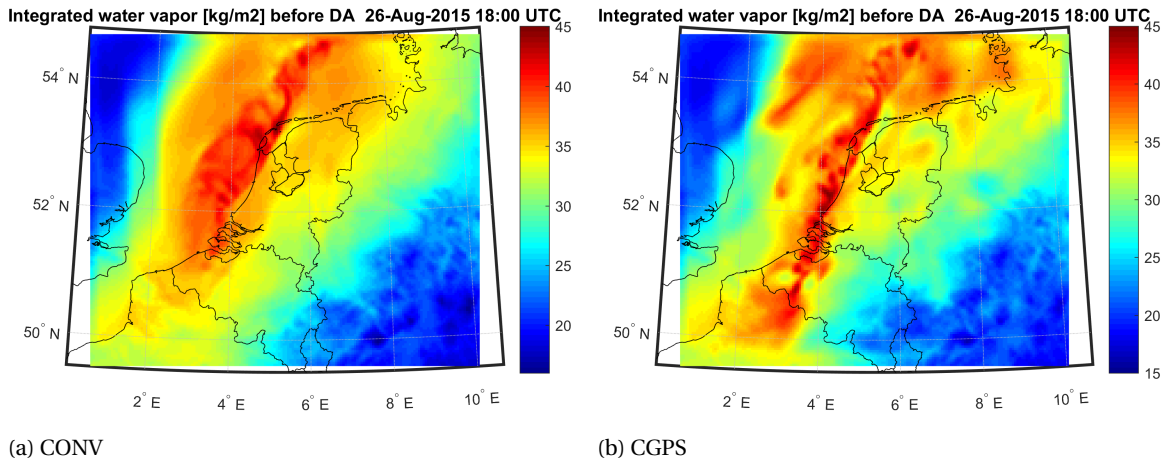 Integrated water vapor [kg/m2] before DA 26-Aug-2015 18:00 UTC
45
40
35
30
25
20
54° N
52° N
50° N
2° E
4° E
6° E
8° E
10° E
(a) CONV
Integrated water vapor [kg/m2] before DA 26-Aug-2015 18:00 UTC
45
40
35
30
25
20
15
54° N
52° N
50° N
2° E
4° E
6° E
8° E
10° E
(b) CGPS